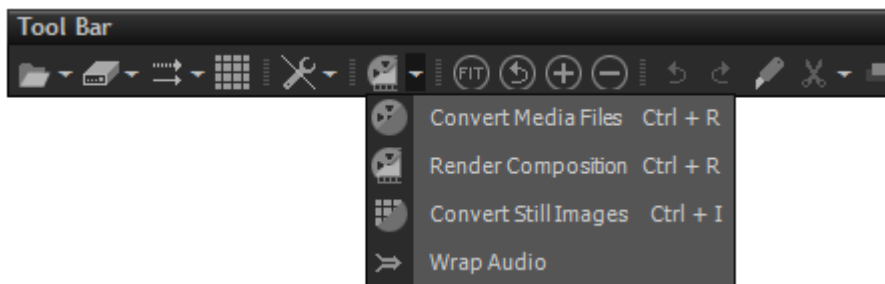 Tool Bar
FIT
Convert Media Files Ctrl + R
Render Composition Ctrl + R
Convert Still Images Ctrl + I
Wrap Audio